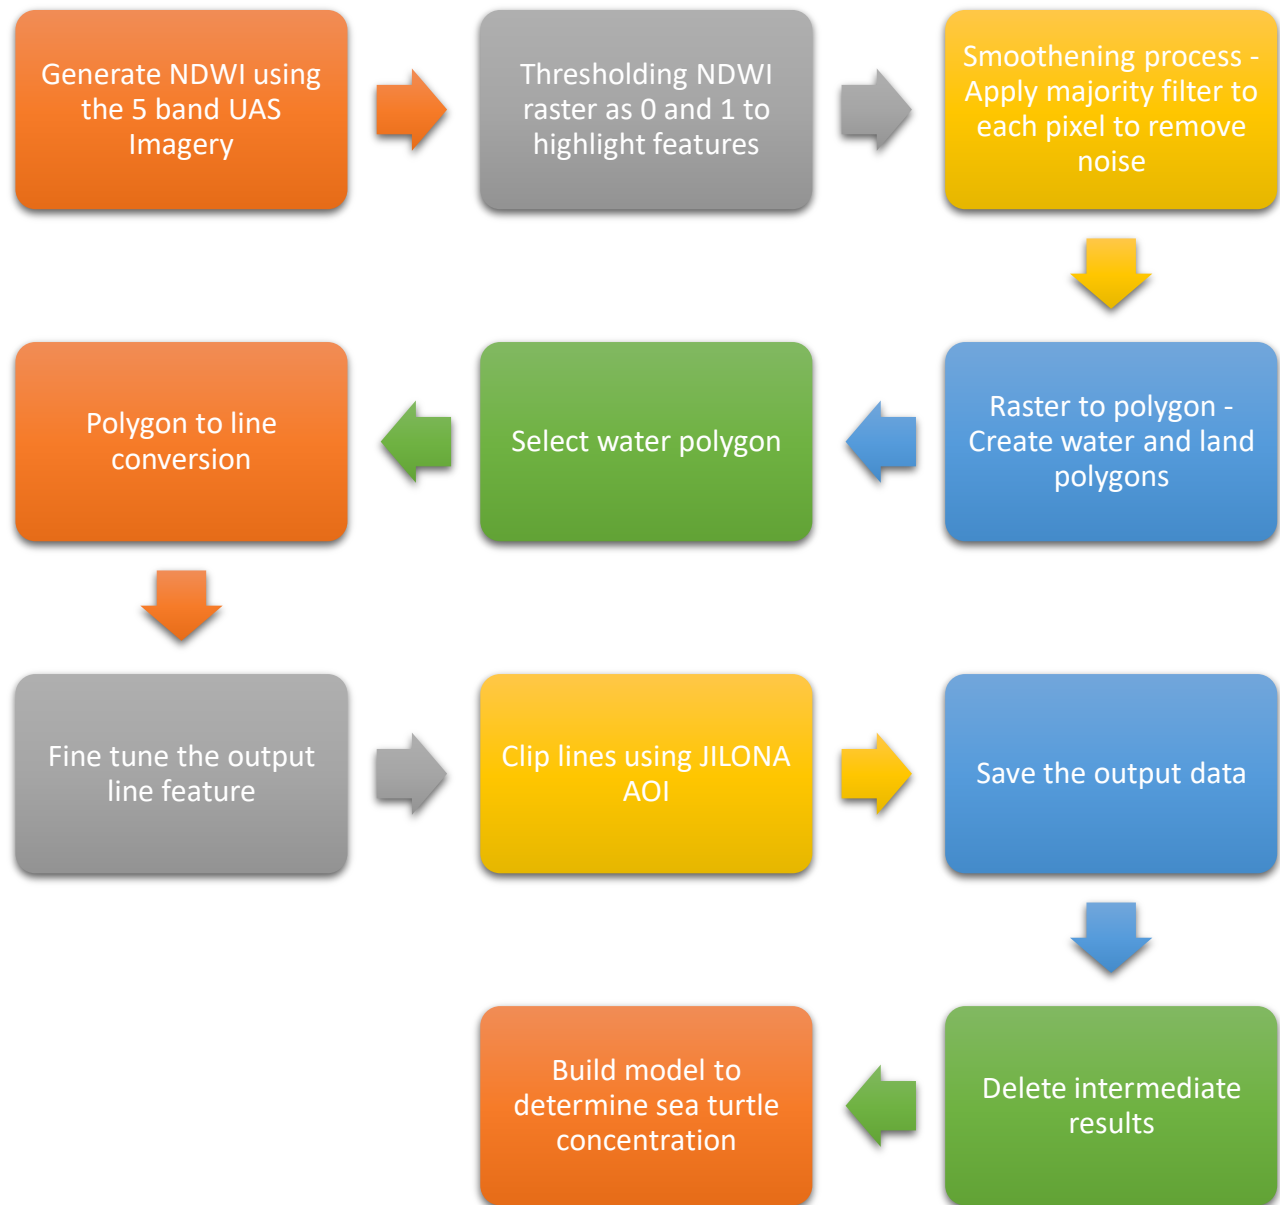 Generate NDWI using
the 5 band UAS
Imagery
Thresholding NDWI
raster as 0 and 1 to
highlight features
Smoothening process -
Apply majority filter to
each pixel to remove
noise
Raster to polygon -
Create water and land
polygons
Select water polygon
Polygon to line
conversion
Fine tune the output
line feature
Clip lines using JILONA
AOI
Save the output data
Delete intermediate
results
Build model to
determine sea turtle
concentration